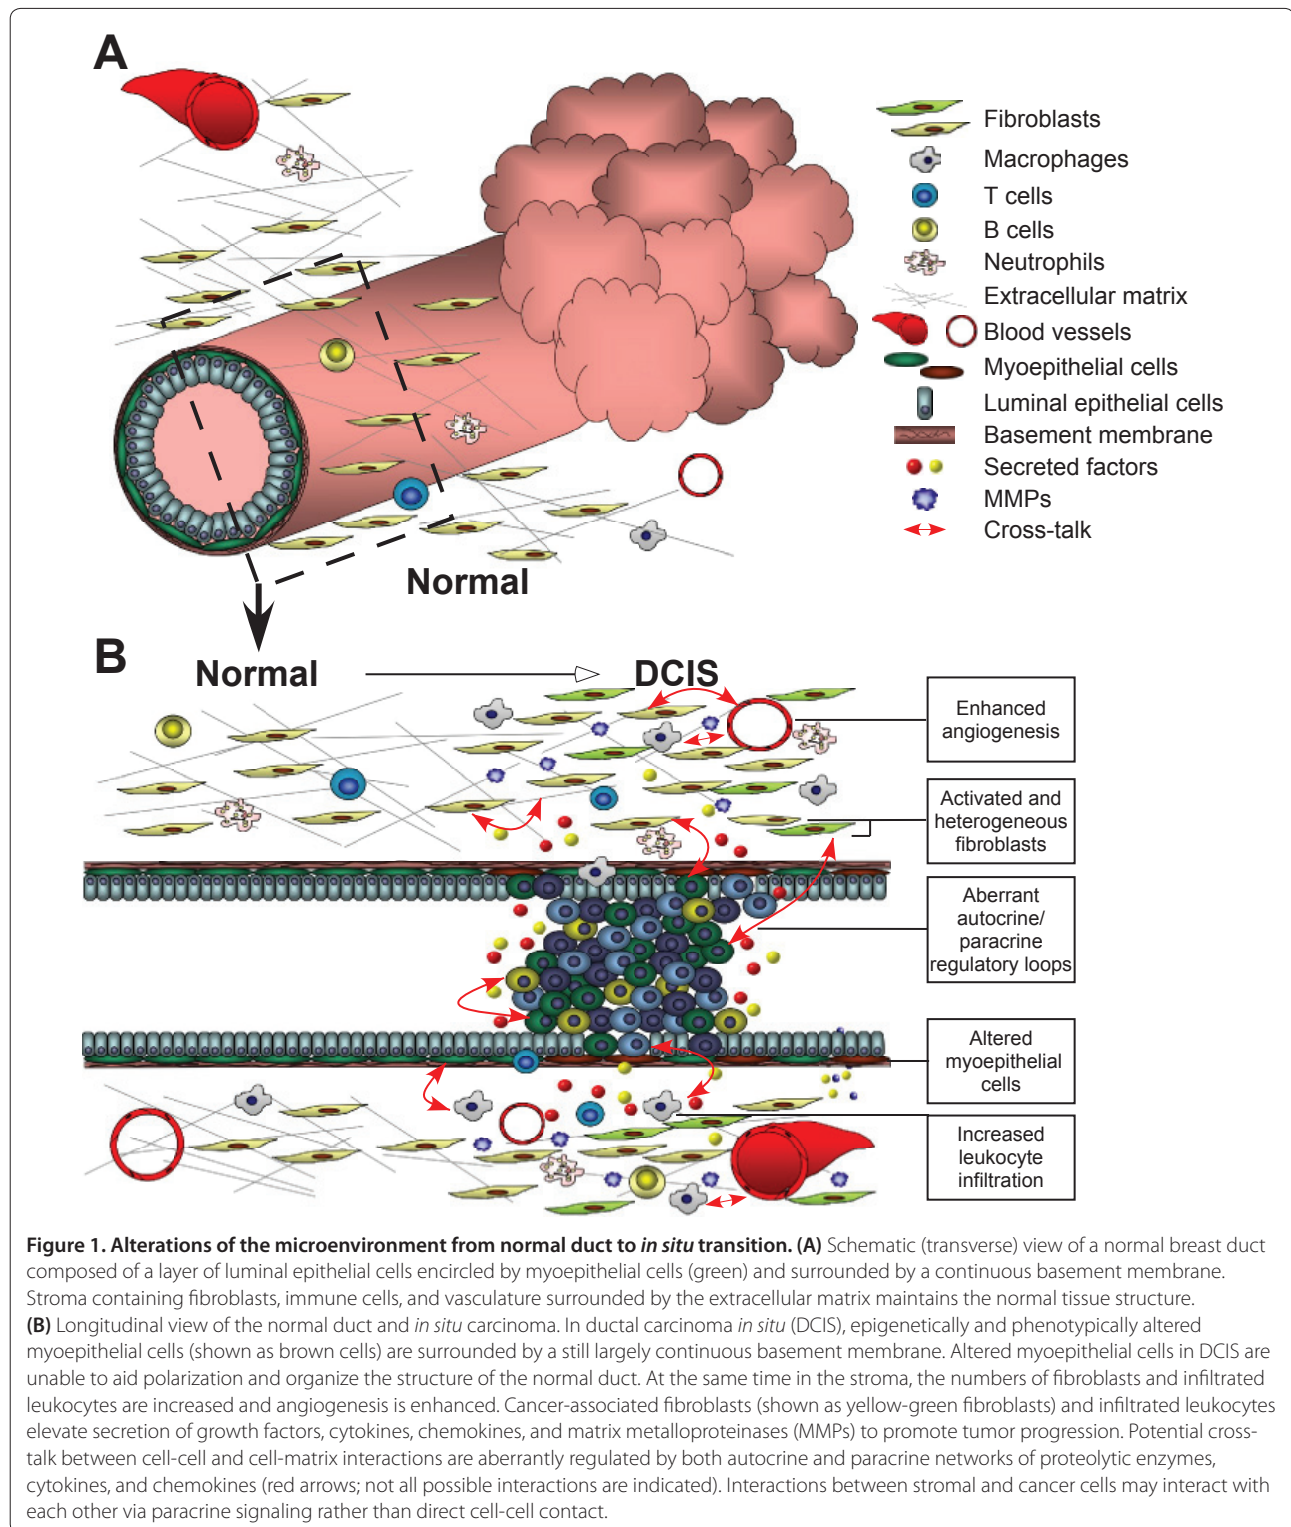 A
Fibroblasts
Macrophages
T cells
B cells
Neutrophils
Extracellular matrix
Blood vessels
Myoepithelial cells
Luminal epithelial cells
Basement membrane
Secreted factors
MMPs
Cross-talk
Normal
B
Normal
DCIS
Enhanced
angiogenesis
Activated and
heterogeneous
fibroblasts
Aberrant
autocrine/
paracrine
regulatory loops
Altered
myoepithelial
cells
Increased
leukocyte
infiltration
Figure 1. Alterations of the microenvironment from normal duct to in situ transition. (A) Schematic (transverse) view of a normal breast duct
composed of a layer of luminal epithelial cells encircled by myoepithelial cells (green) and surrounded by a continuous basement membrane.
Stroma containing fibroblasts, immune cells, and vasculature surrounded by the extracellular matrix maintains the normal tissue structure.
(B) Longitudinal view of the normal duct and in situ carcinoma. In ductal carcinoma in situ (DCIS), epigenetically and phenotypically altered
myoepithelial cells (shown as brown cells) are surrounded by a still largely continuous basement membrane. Altered myoepithelial cells in DCIS are
unable to aid polarization and organize the structure of the normal duct. At the same time in the stroma, the numbers of fibroblasts and infiltrated
leukocytes are increased and angiogenesis is enhanced. Cancer-associated fibroblasts (shown as yellow-green fibroblasts) and infiltrated leukocytes
elevate secretion of growth factors, cytokines, chemokines, and matrix metalloproteinases (MMPs) to promote tumor progression. Potential cross-
talk between cell-cell and cell-matrix interactions are aberrantly regulated by both autocrine and paracrine networks of proteolytic enzymes,
cytokines, and chemokines (red arrows; not all possible interactions are indicated). Interactions between stromal and cancer cells may interact with
each other via paracrine signaling rather than direct cell-cell contact.